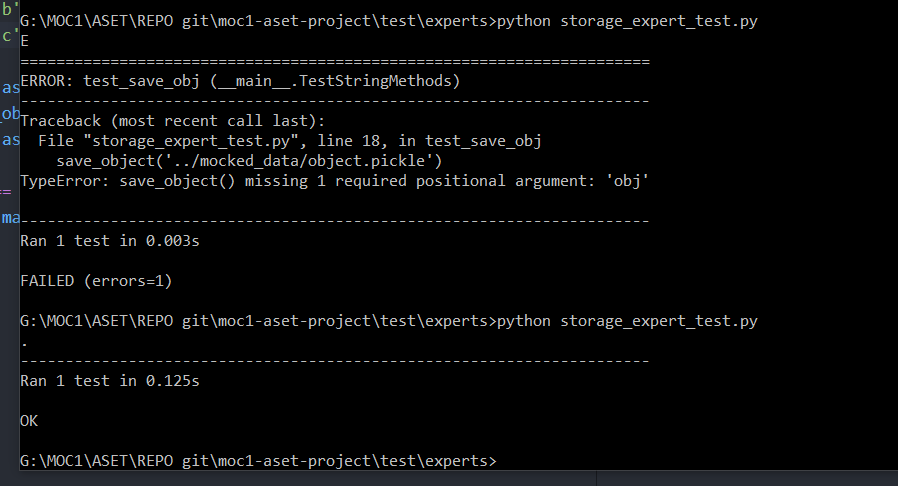 b'
c'
as
_ob
as
==
ma
G:\MOC1\ASET\REPO git\moc1-aset-project\test\experts>python storage_expert_test.py
E
======================================================================
ERROR: test_save_obj (__main__.TestStringMethods)
----------------------------------------------------------------------
Traceback (most recent call last):
  File "storage_expert_test.py", line 18, in test_save_obj
    save_object('../mocked_data/object.pickle')
TypeError: save_object() missing 1 required positional argument: 'obj'
----------------------------------------------------------------------
Ran 1 test in 0.003s
FAILED (errors=1)
G:\MOC1\ASET\REPO git\moc1-aset-project\test\experts>python storage_expert_test.py
.
----------------------------------------------------------------------
Ran 1 test in 0.125s
OK
G:\MOC1\ASET\REPO git\moc1-aset-project\test\experts>